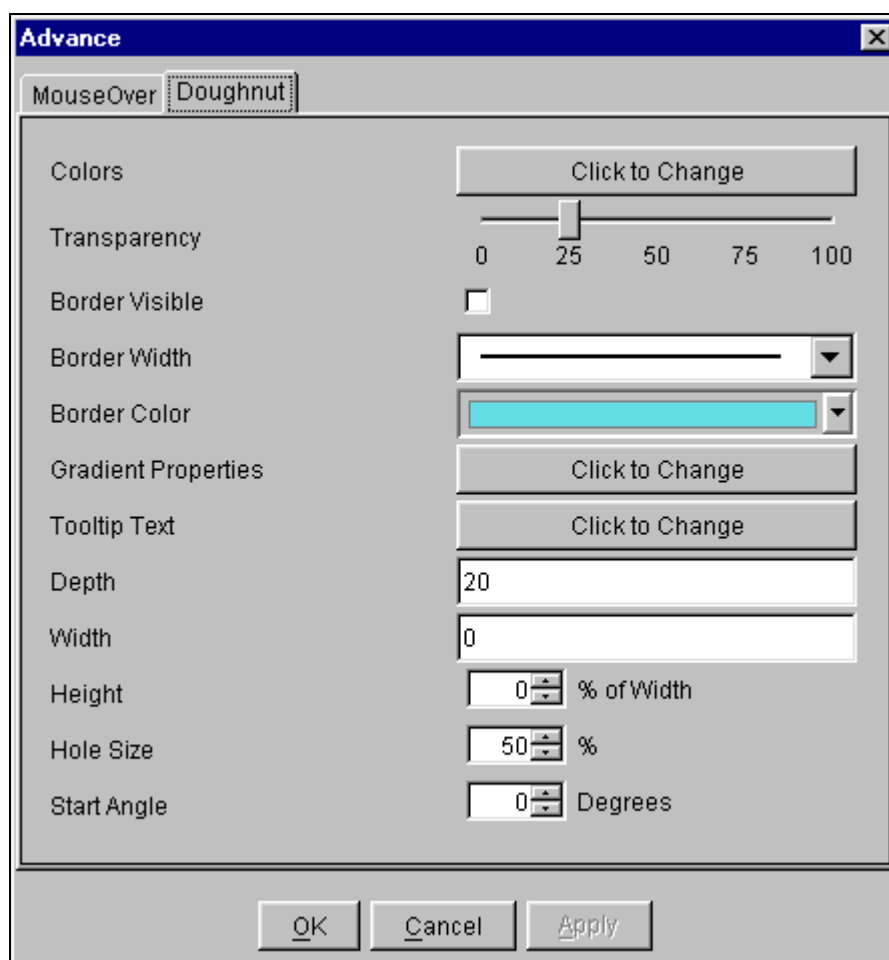 Advance
MouseOver Doughnut
Colors Click to Change
Transparency
0 25 50 75 100
Border Visible
Border Width
Border Color
Gradient Properties Click to Change
Tooltip Text Click to Change
Depth 20
Width 0
Height 0 % of Width
Hole Size 50 %
Start Angle 0 Degrees
OK Cancel Apply